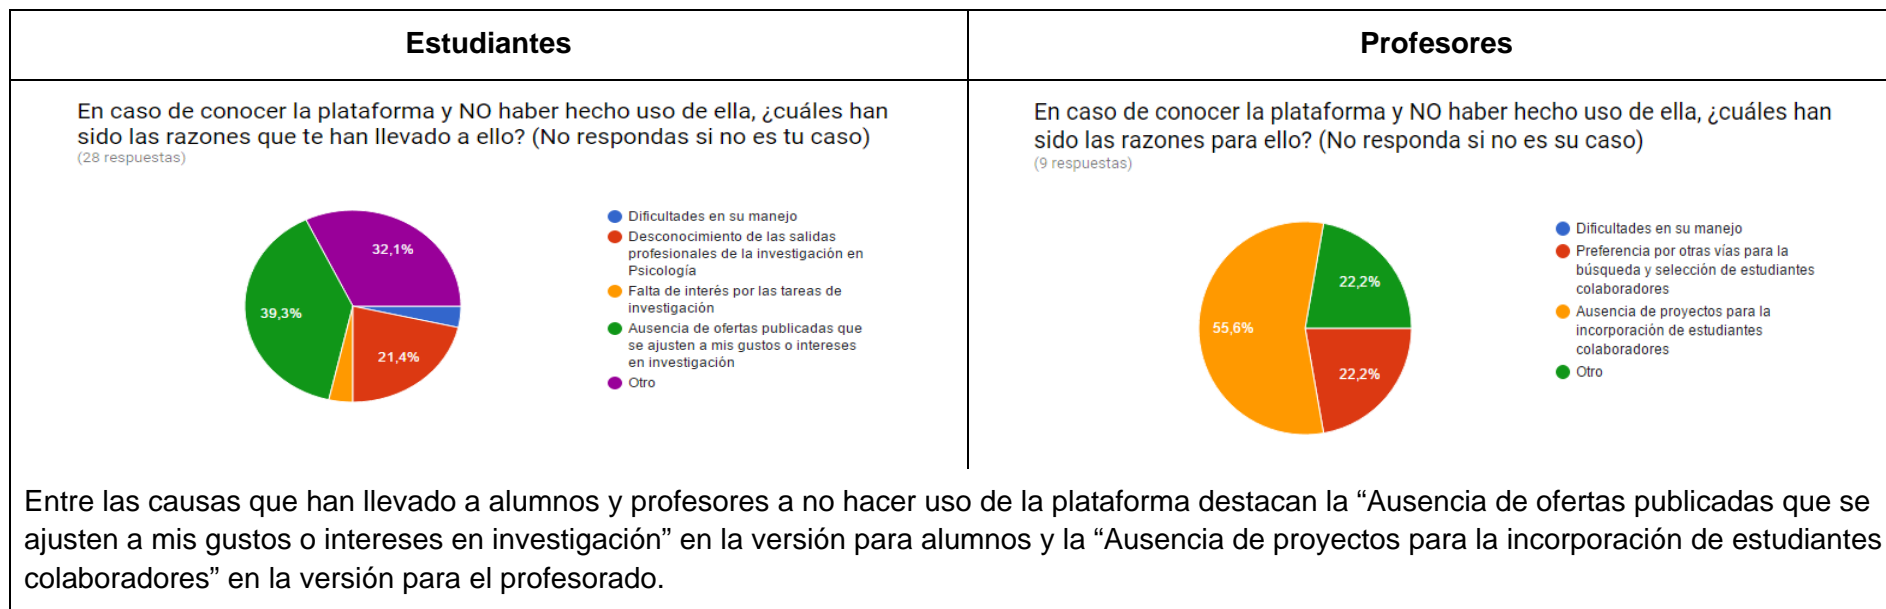 Estudiantes
Profesores
En caso de conocer la plataforma y NO haber hecho uso de ella, ¿cuáles han
sido las razones que te han llevado a ello? (No respondas si no es tu caso)
(28 respuestas)
32,1%
39,3%
21,4%
Dificultades en su manejo
Desconocimiento de las salidas
profesionales de la investigación en
Psicología
Falta de interés por las tareas de
investigación
Ausencia de ofertas publicadas que
se ajusten a mis gustos o intereses
en investigación
Otro
En caso de conocer la plataforma y NO haber hecho uso de ella, ¿cuáles han
sido las razones para ello? (No responda si no es su caso)
(9 respuestas)
22,2%
55,6%
22,2%
Dificultades en su manejo
Preferencia por otras vías para la
búsqueda y selección de estudiantes
colaboradores
Ausencia de proyectos para la
incorporación de estudiantes
colaboradores
Otro
Entre las causas que han llevado a alumnos y profesores a no hacer uso de la plataforma destacan la “Ausencia de ofertas publicadas que se
ajusten a mis gustos o intereses en investigación” en la versión para alumnos y la “Ausencia de proyectos para la incorporación de estudiantes
colaboradores” en la versión para el profesorado.